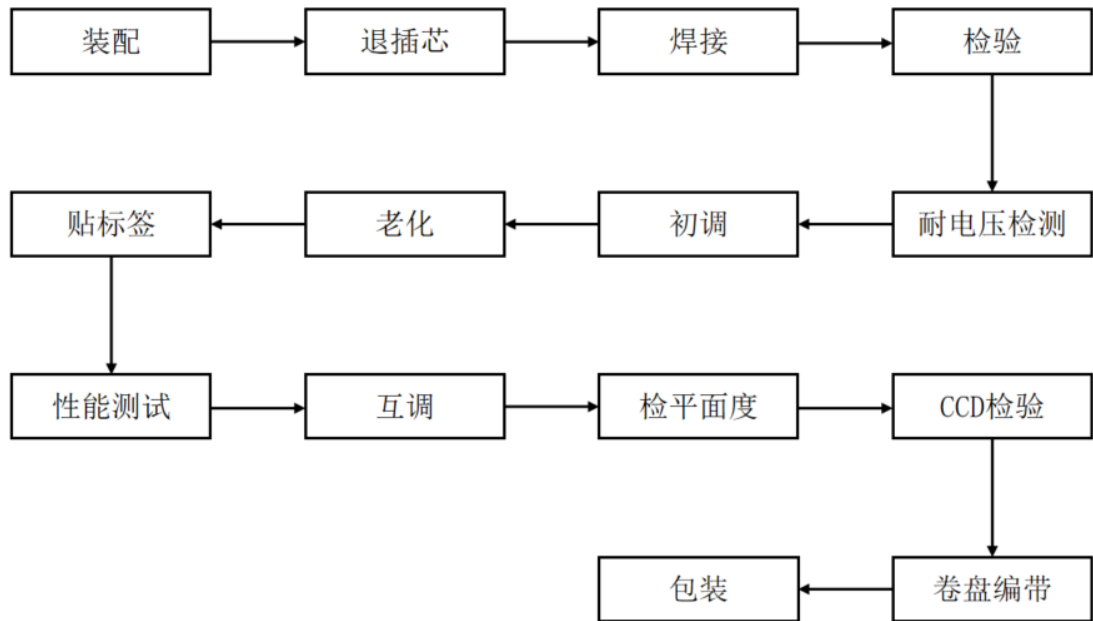 装配
退插芯
焊接
检验
贴标签
老化
初调
耐电压检测
性能测试
互调
检平面度
CCD检验
包装
卷盘编带